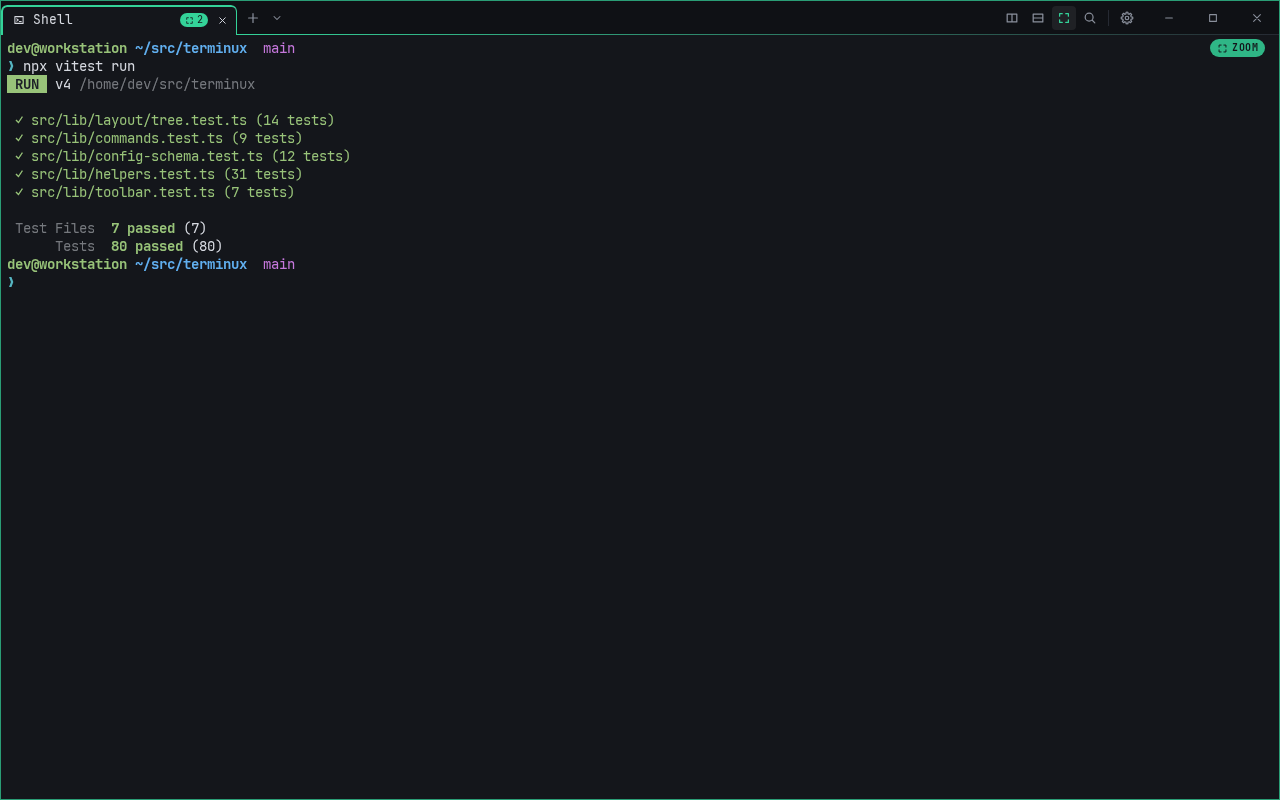 Shell 2
ZOOM
dev@workstation ~/src/terminux main
❯ npx vitest run
RUN v4 /home/dev/src/terminux
✓ src/lib/layout/tree.test.ts (14 tests)
✓ src/lib/commands.test.ts (9 tests)
✓ src/lib/config-schema.test.ts (12 tests)
✓ src/lib/helpers.test.ts (31 tests)
✓ src/lib/toolbar.test.ts (7 tests)
Test Files 7 passed (7)
Tests 80 passed (80)
dev@workstation ~/src/terminux main
❯